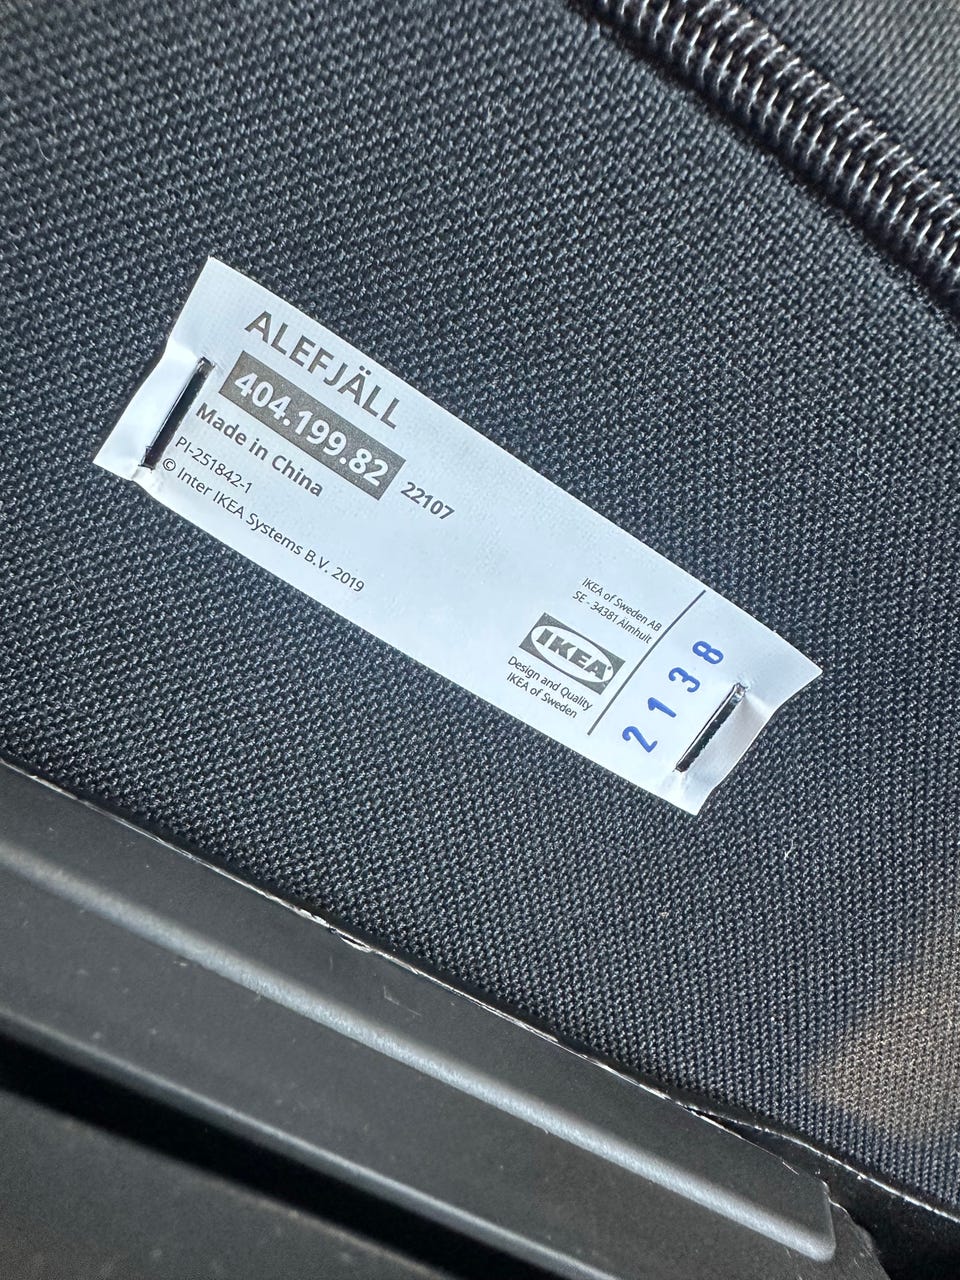 ALEFJÄLL
404.199.82 22107
Made in China
PI-251842-1
© Inter IKEA Systems B.V. 2019
IKEA of Sweden AB
SE - 34381 Älmhult
IKEA
Design and Quality
IKEA of Sweden
2138